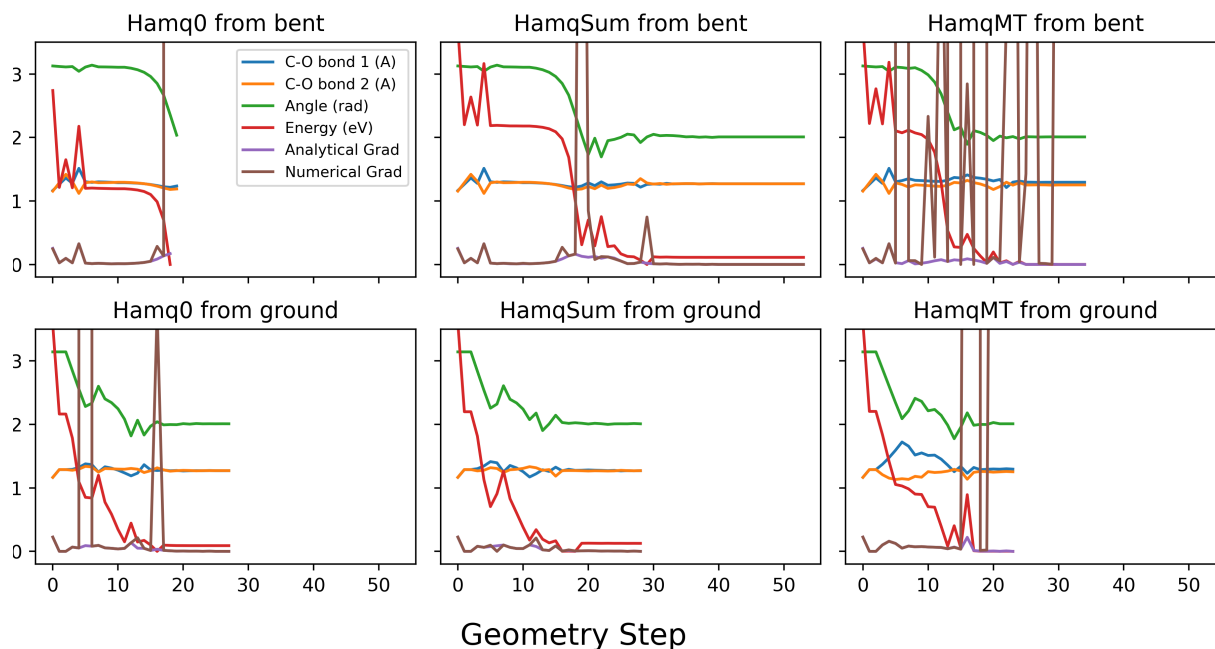 Hamq0 from bent
HamqSum from bent
HamqMT from bent
3
2
1
0
C-O bond 1 (A)
C-O bond 2 (A)
Angle (rad)
Energy (eV)
Analytical Grad
Numerical Grad
Hamq0 from ground
HamqSum from ground
HamqMT from ground
3
2
1
0
0 10 20 30 40 50
0 10 20 30 40 50
0 10 20 30 40 50
Geometry Step